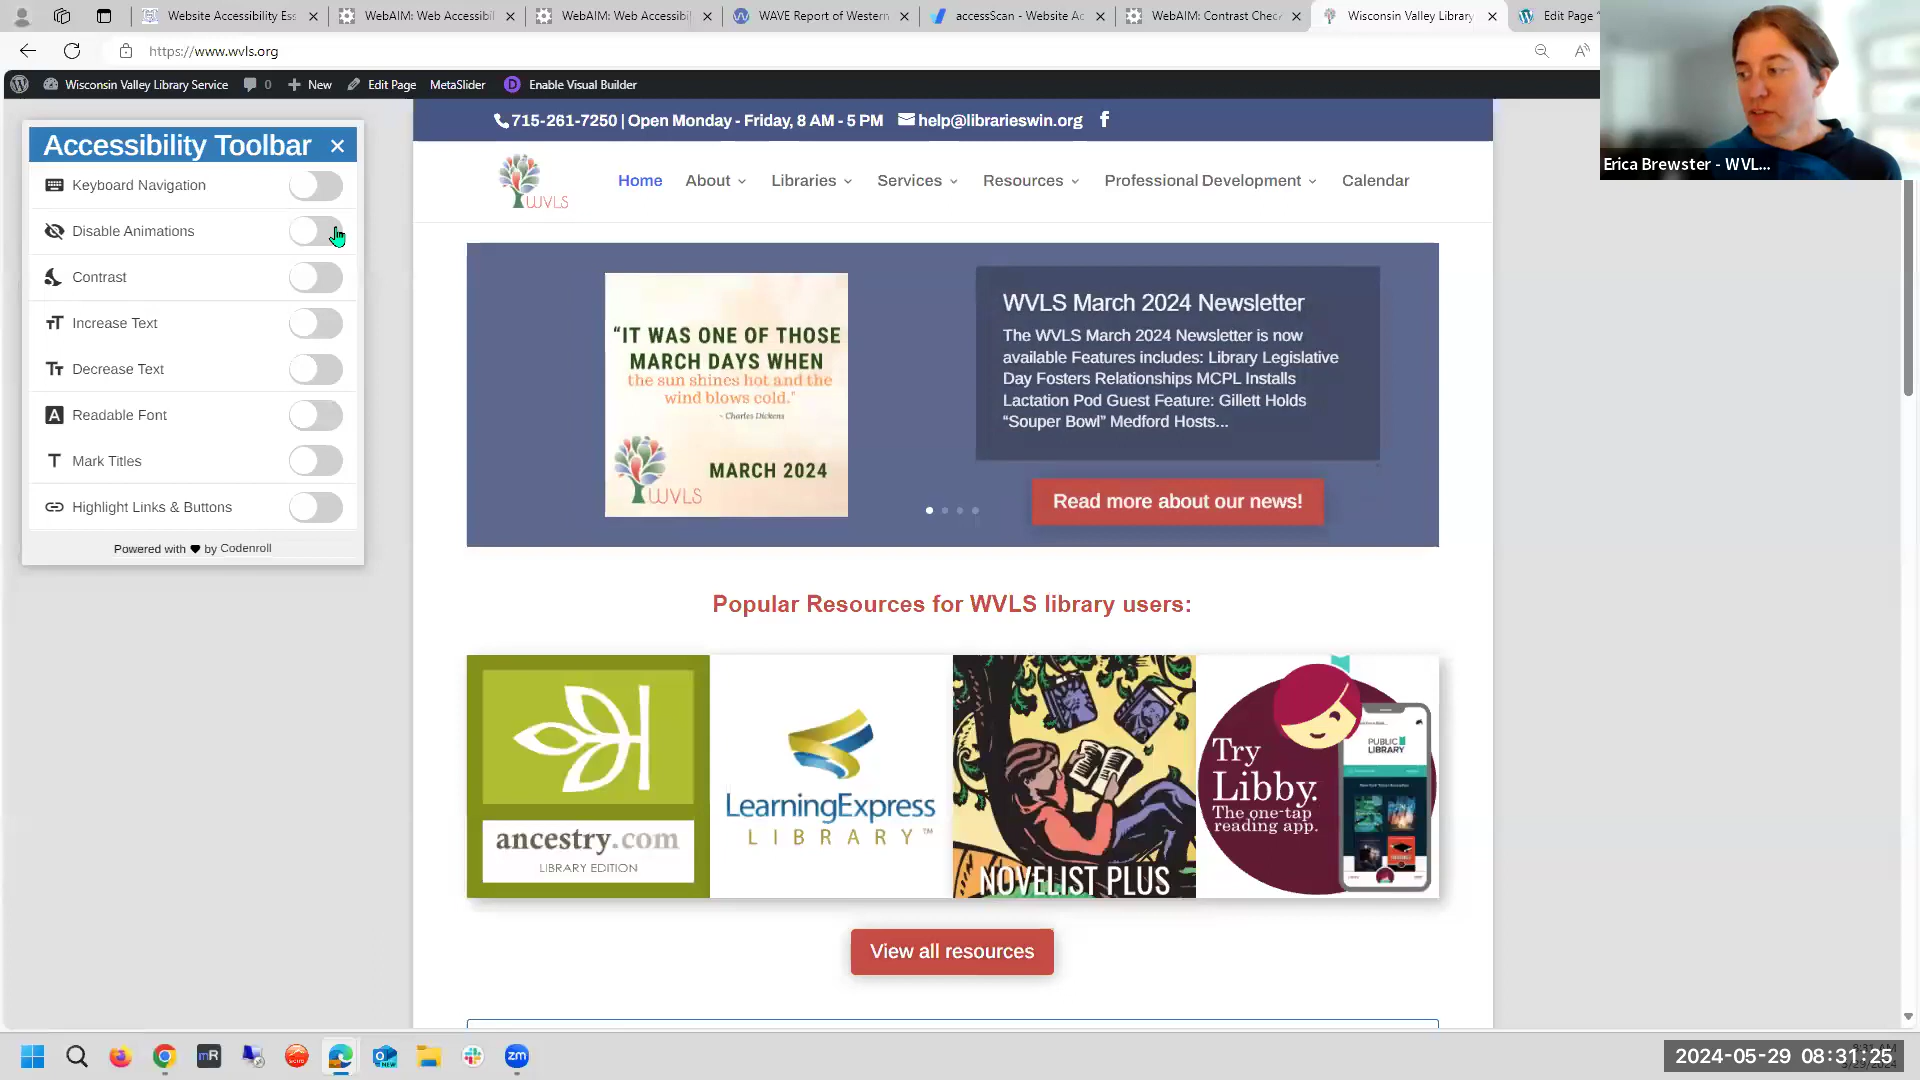 Website Accessibility Ess
WebAIM: Web Accessibil
WebAIM: Web Accessibil
WAVE Report of Western
accessScan - Website Ac
WebAIM: Contrast Check
Wisconsin Valley Library
Edit Page "
https://www.wvls.org
Wisconsin Valley Library Service
0
New
Edit Page
MetaSlider
Enable Visual Builder
Erica Brewster - WVL...
715-261-7250 | Open Monday - Friday, 8 AM - 5 PM
help@librarieswin.org
Accessibility Toolbar
Keyboard Navigation
Disable Animations
Contrast
Increase Text
Decrease Text
Readable Font
Mark Titles
Highlight Links & Buttons
Powered with ♥ by Codenroll
WVLS
Home
About
Libraries
Services
Resources
Professional Development
Calendar
"IT WAS ONE OF THOSE
MARCH DAYS WHEN
the sun shines hot and the
wind blows cold."
~ Charles Dickens
WVLS
MARCH 2024
WVLS March 2024 Newsletter
The WVLS March 2024 Newsletter is now
available Features includes: Library Legislative
Day Fosters Relationships MCPL Installs
Lactation Pod Guest Feature: Gillett Holds
“Souper Bowl” Medford Hosts...
Read more about our news!
Popular Resources for WVLS library users:
ancestry.com
LIBRARY EDITION
LearningExpress
LIBRARY™
NOVELIST PLUS
Try
Libby.
The one-tap
reading app.
PUBLIC
LIBRARY
View all resources
mR
NEW
zm
2024-05-29 08:31:25